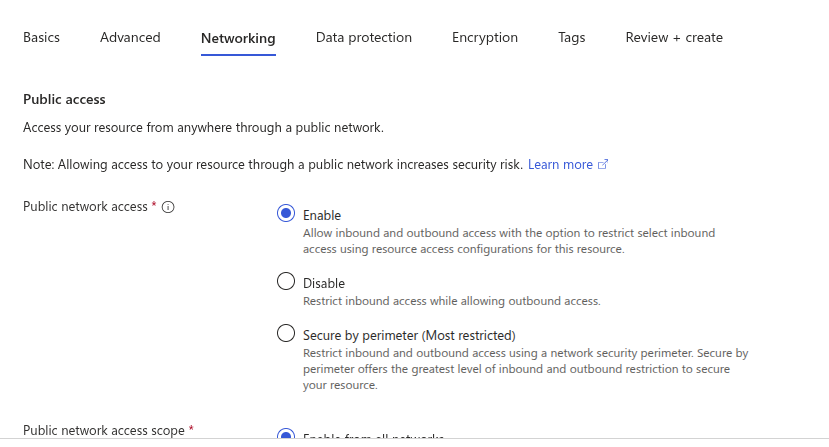 Basics Advanced Networking Data protection Encryption Tags Review + create
Public access
Access your resource from anywhere through a public network.
Note: Allowing access to your resource through a public network increases security risk. Learn more
Public network access *
Enable
Allow inbound and outbound access with the option to restrict select inbound
access using resource access configurations for this resource.
Disable
Restrict inbound access while allowing outbound access.
Secure by perimeter (Most restricted)
Restrict inbound and outbound access using a network security perimeter. Secure by
perimeter offers the greatest level of inbound and outbound restriction to secure
your resource.
Public network access scope *
Enable from all networks